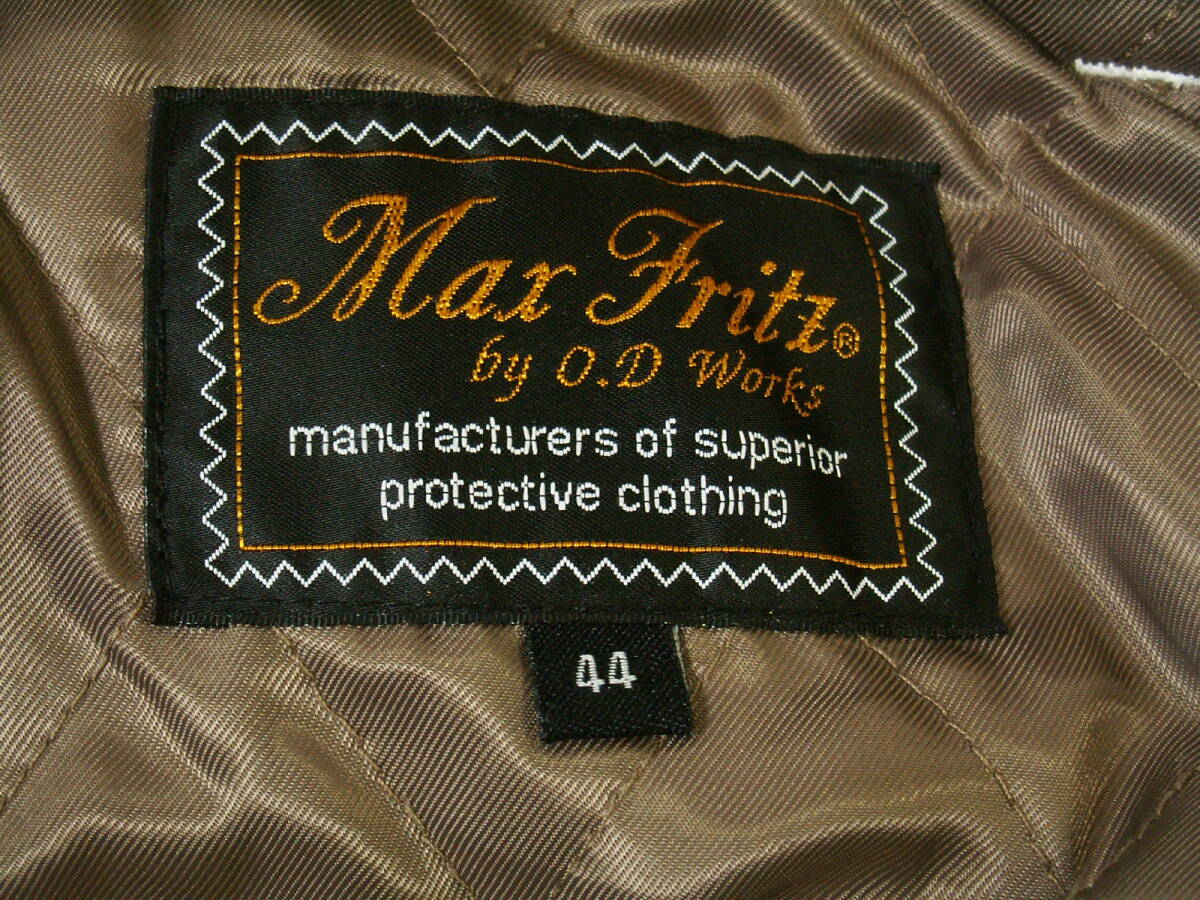 Max Fritz®
by O.D Works
manufacturers of superior
protective clothing
44